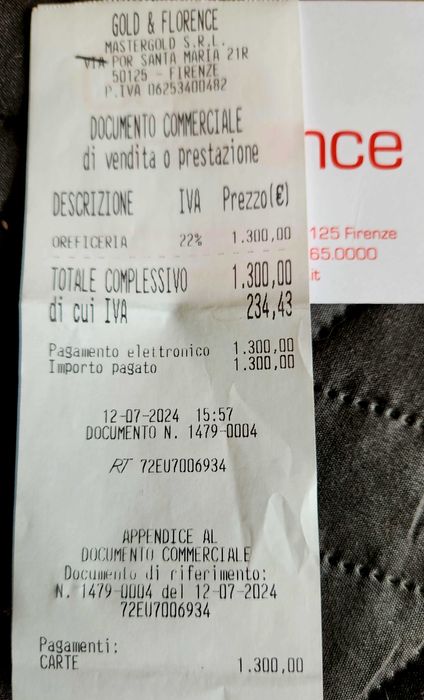 GOLD & FLORENCE
MASTERGOLD S.R.L.
VIA POR SANTA MARIA 21R
50125 - FIRENZE
P.IVA 06253400482
DOCUMENTO COMMERCIALE
di vendita o prestazione
DESCRIZIONE IVA Prezzo(€)
OREFICERIA 22% 1.300,00
TOTALE COMPLESSIVO 1.300,00
di cui IVA 234,43
Pagamento elettronico 1.300,00
Importo pagato 1.300,00
12-07-2024 15:57
DOCUMENTO N. 1479-0004
RT 72EU7006934
APPENDICE AL
DOCUMENTO COMMERCIALE
Documento di riferimento:
N. 1479-0004 del 12-07-2024
72EU7006934
Pagamenti:
CARTE 1.300,00
nce
125 Firenze
65.0000
.it